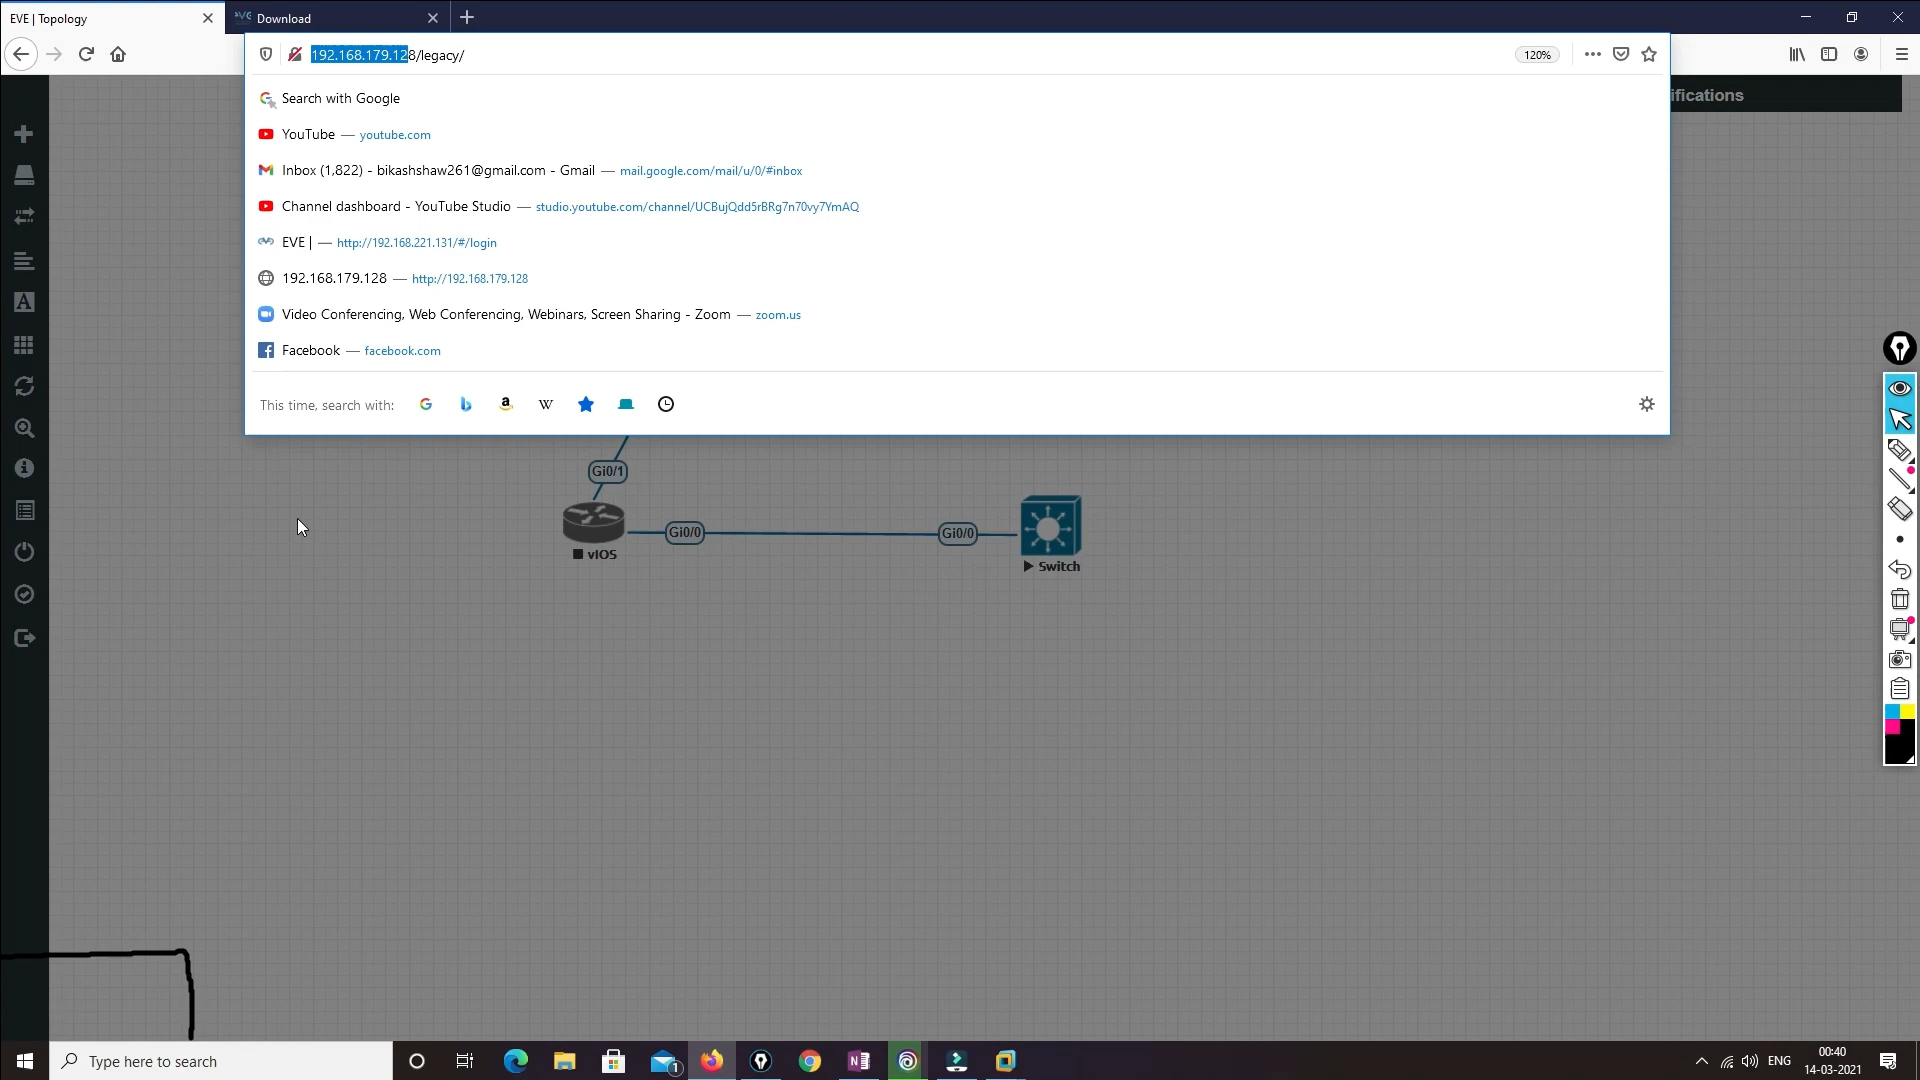 EVE | Topology
Download
192.168.179.128/legacy/
120%
Search with Google
ifications
YouTube — youtube.com
Inbox (1,822) - bikashshaw261@gmail.com - Gmail — mail.google.com/mail/u/0/#inbox
Channel dashboard - YouTube Studio — studio.youtube.com/channel/UCBujQdd5rBRg7n70vy7YmAQ
EVE | — http://192.168.221.131/#/login
192.168.179.128 — http://192.168.179.128
Video Conferencing, Web Conferencing, Webinars, Screen Sharing - Zoom — zoom.us
Facebook — facebook.com
This time, search with:
Gi0/1
Gi0/0
Gi0/0
vIOS
Switch
Type here to search
1
ENG
00:40
14-03-2021